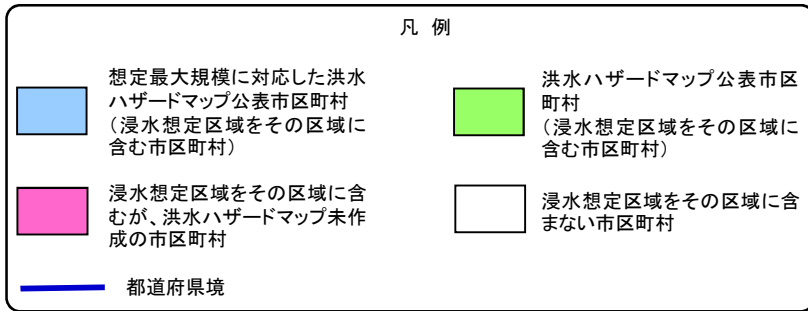 凡 例
想定最大規模に対応した洪水
ハザードマップ公表市区町村
（浸水想定区域をその区域に
含む市区町村）
洪水ハザードマップ公表市区
町村
（浸水想定区域をその区域に
含む市区町村）
浸水想定区域をその区域に含
むが、洪水ハザードマップ未作
成の市区町村
浸水想定区域をその区域に含
まない市区町村
都道府県境